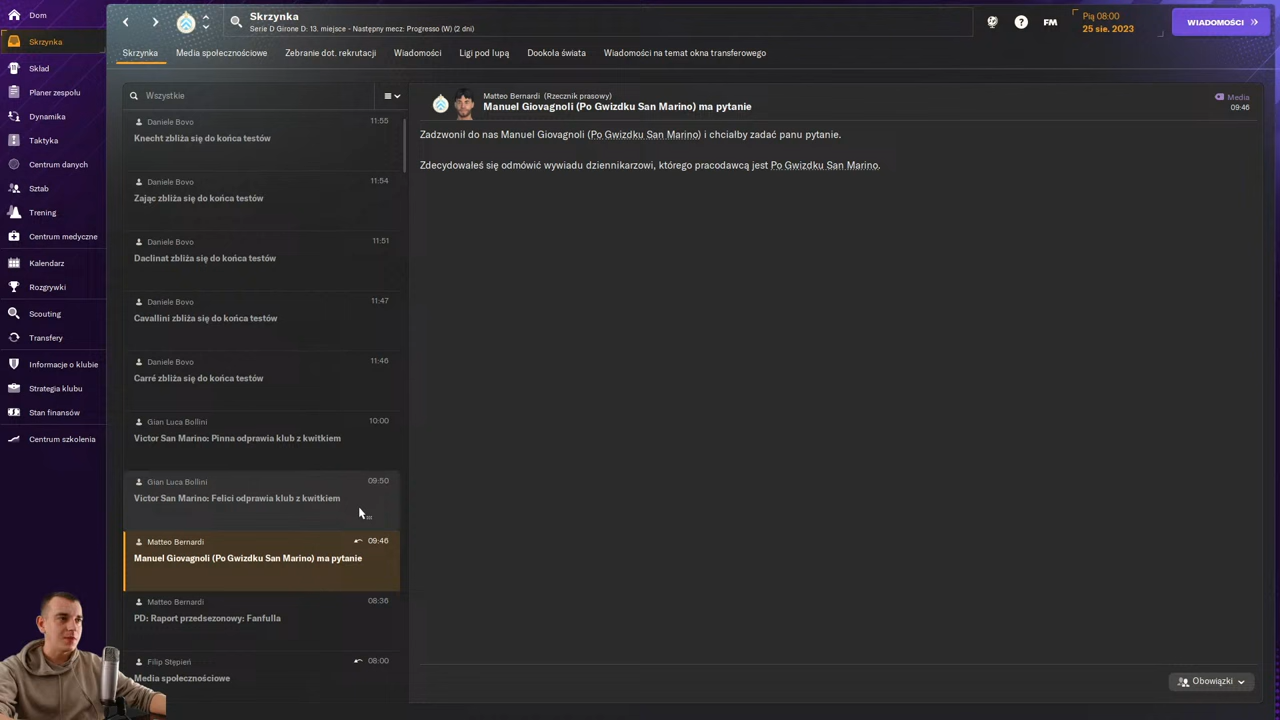 Dom
Skrzynka
Skład
Planer zespołu
Dynamika
Taktyka
Centrum danych
Sztab
Trening
Centrum medyczne
Kalendarz
Rozgrywki
Scouting
Transfery
Informacje o klubie
Strategia klubu
Stan finansów
Centrum szkolenia
Skrzynka
Serie D Girone D: 13. miejsce - Następny mecz: Progresso (W) (2 dni)
FM
Pią 08:00
25 sie. 2023
WIADOMOŚCI
Skrzynka
Media społecznościowe
Zebranie dot. rekrutacji
Wiadomości
Ligi pod lupą
Dookoła świata
Wiadomości na temat okna transferowego
Wszystkie
Daniele Bovo 11:55
Knecht zbliża się do końca testów
Daniele Bovo 11:54
Zając zbliża się do końca testów
Daniele Bovo 11:51
Daclinat zbliża się do końca testów
Daniele Bovo 11:47
Cavallini zbliża się do końca testów
Daniele Bovo 11:46
Carré zbliża się do końca testów
Gian Luca Bollini 10:00
Victor San Marino: Pinna odprawia klub z kwitkiem
Gian Luca Bollini 09:50
Victor San Marino: Felici odprawia klub z kwitkiem
Matteo Bernardi 09:46
Manuel Giovagnoli (Po Gwizdku San Marino) ma pytanie
Matteo Bernardi 08:36
PD: Raport przedsezonowy: Fanfulla
Filip Stępień 08:00
Media społecznościowe
Matteo Bernardi (Rzecznik prasowy)
Manuel Giovagnoli (Po Gwizdku San Marino) ma pytanie
Media
09:46
Zadzwonił do nas Manuel Giovagnoli (Po Gwizdku San Marino) i chciałby zadać panu pytanie.
Zdecydowałeś się odmówić wywiadu dziennikarzowi, którego pracodawcą jest Po Gwizdku San Marino.
Obowiązki